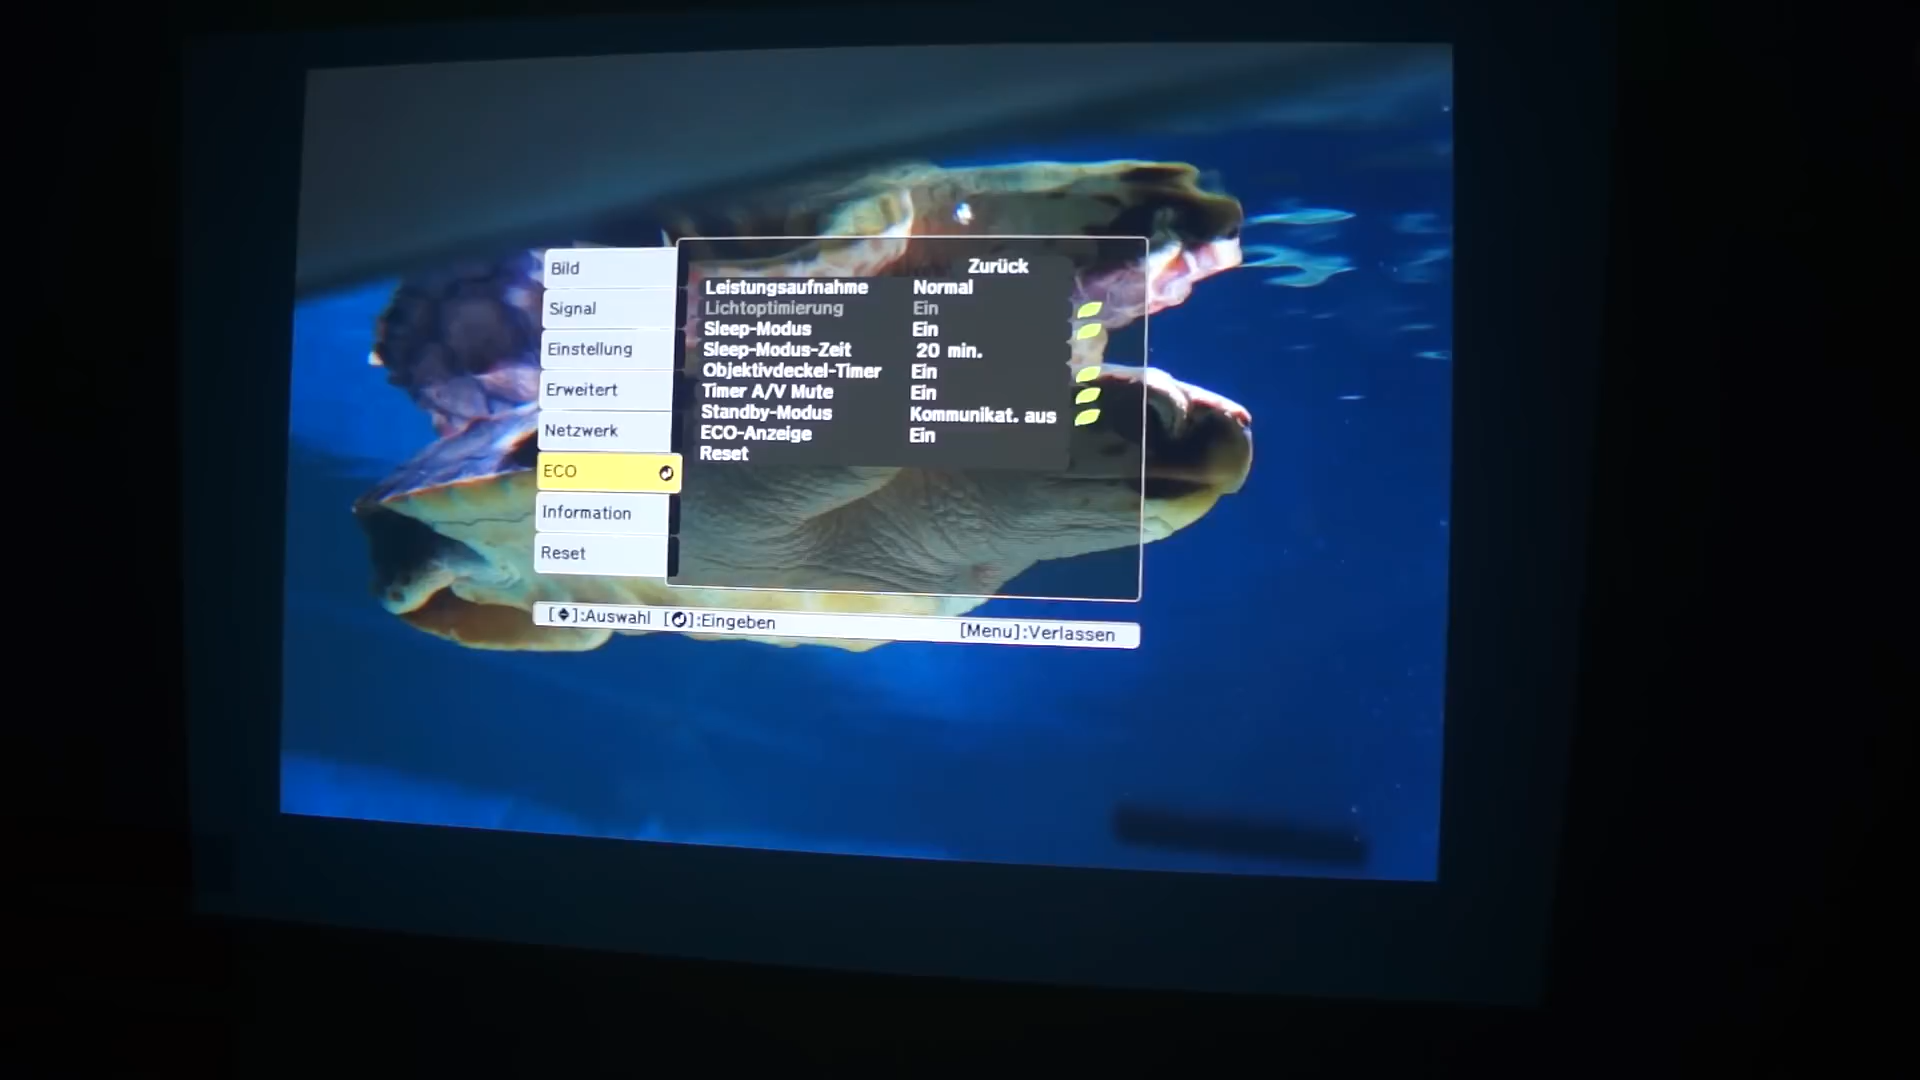 Bild
Signal
Einstellung
Erweitert
Netzwerk
ECO
Information
Reset
Zurück
Leistungsaufnahme Normal
Lichtoptimierung Ein
Sleep-Modus Ein
Sleep-Modus-Zeit 20 min.
Objektivdeckel-Timer Ein
Timer A/V Mute Ein
Standby-Modus Kommunikat. aus
ECO-Anzeige Ein
Reset
[ ]:Auswahl [ ]:Eingeben [Menu]:Verlassen